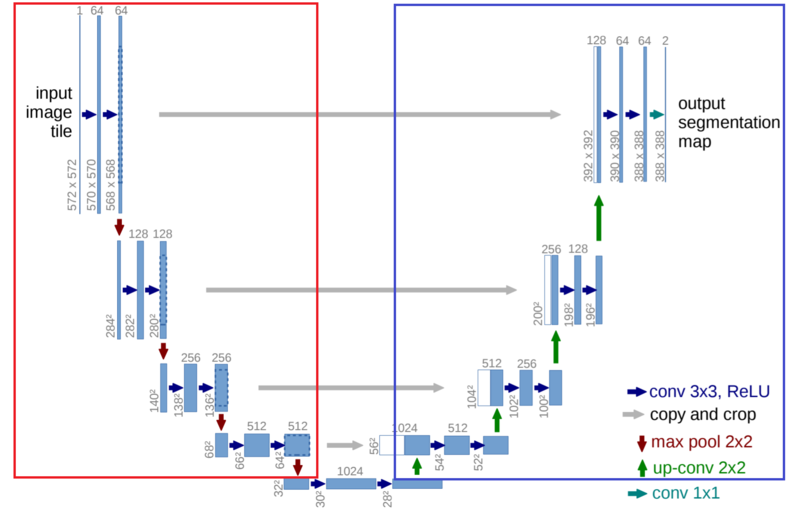 1 64 64
input
image
tile
572 x 572
570 x 570
568 x 568
128 64 64 2
output
segmentation
map
392 x 392
390 x 390
388 x 388
388 x 388
128 128
284²
282²
280²
256 128
200²
198²
196²
256 256
140²
138²
136²
512 256
104²
102²
100²
512 512
68²
66²
64²
1024 512
56²
54²
52²
1024
32²
30²
28²
conv 3x3, ReLU
copy and crop
max pool 2x2
up-conv 2x2
conv 1x1